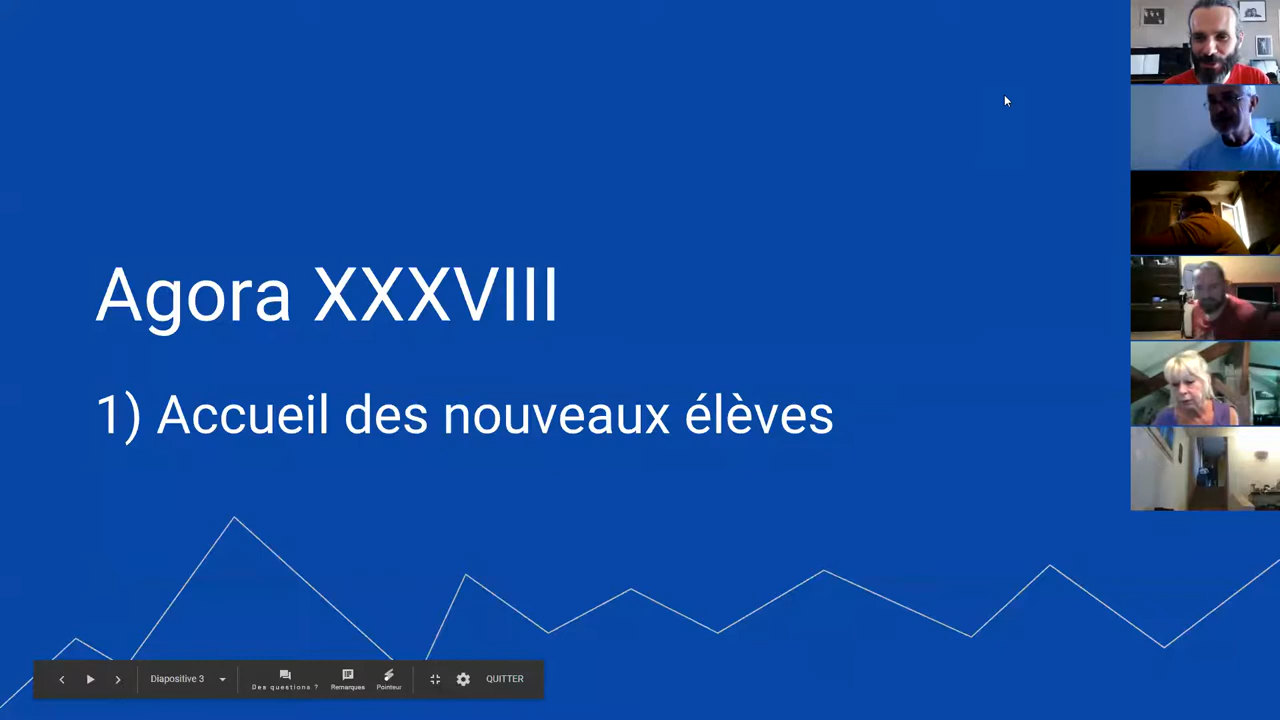 Agora XXXVIII
1) Accueil des nouveaux élèves
Diapositive 3
Des questions ?
Remarques
Pointeur
QUITTER